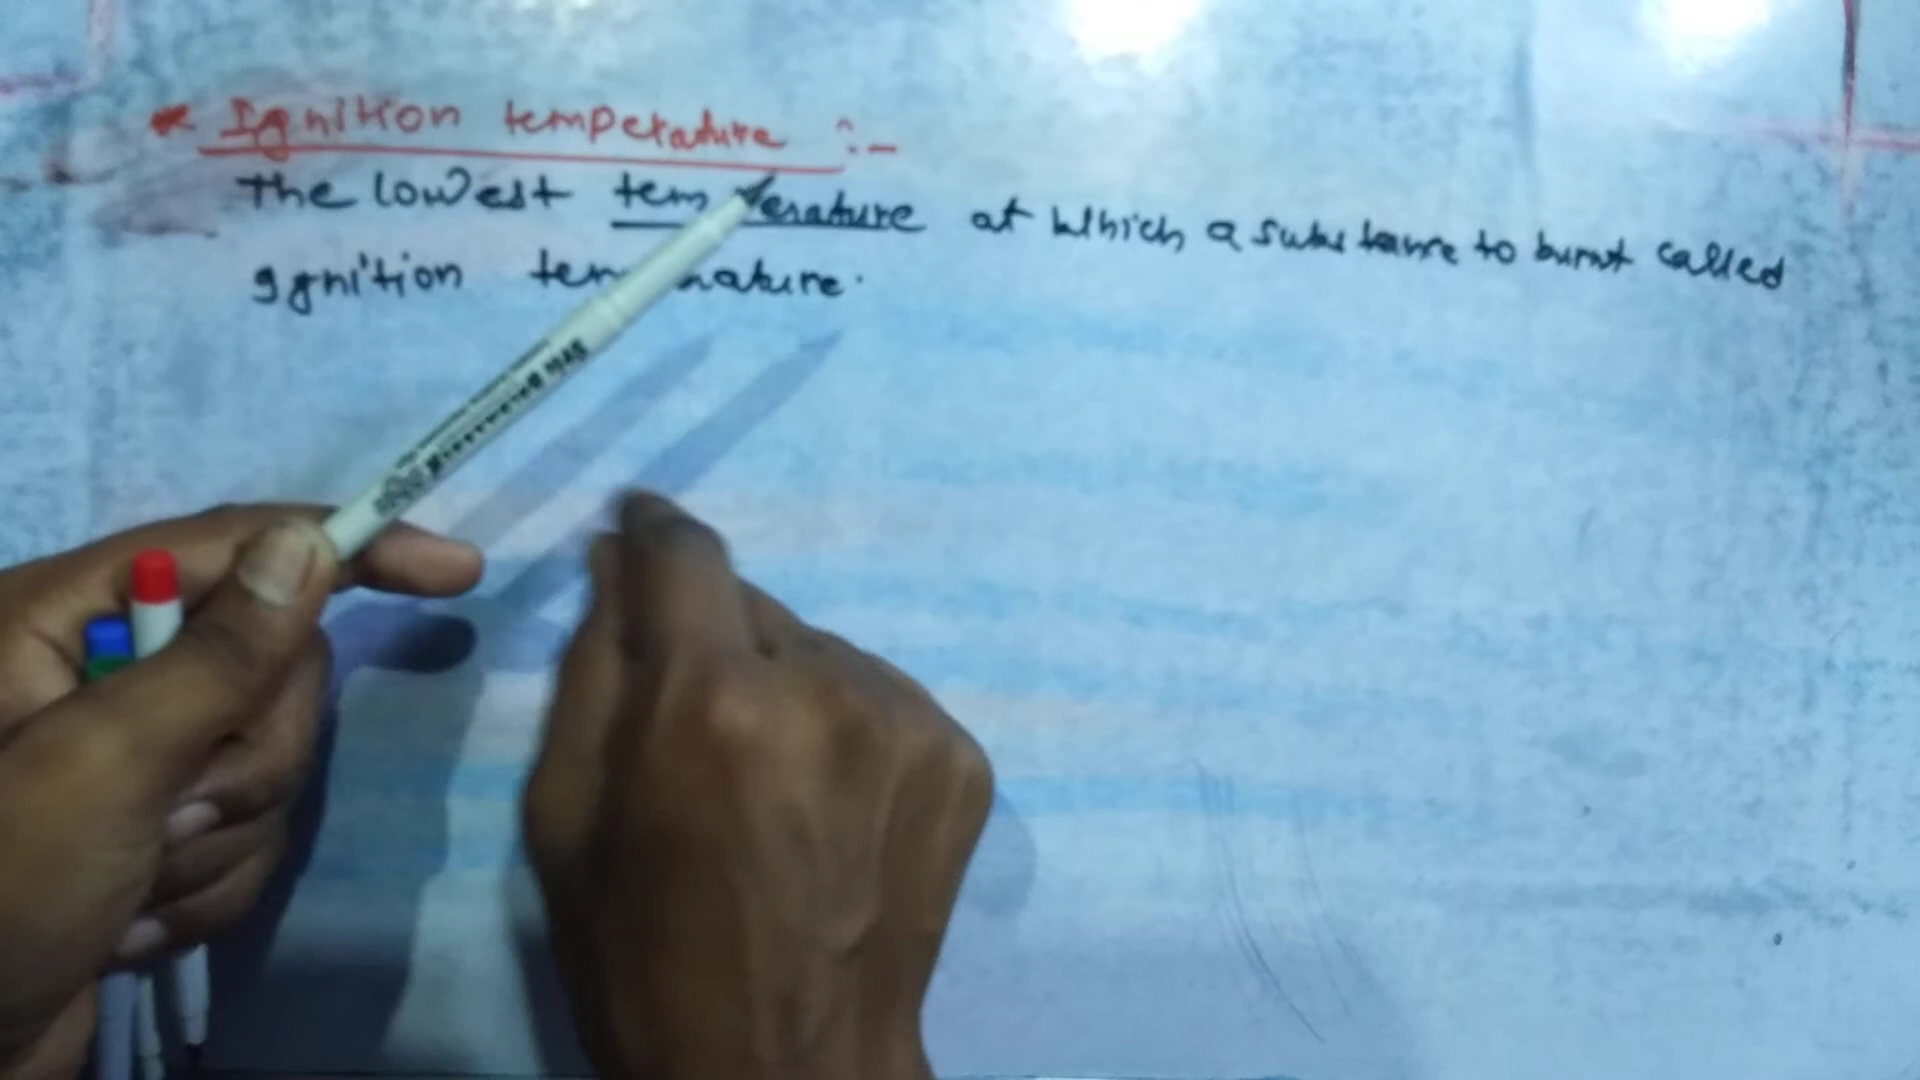 * Ignition temperature :-
The lowest temperature at which a substance to burnt called
Ignition temperature.